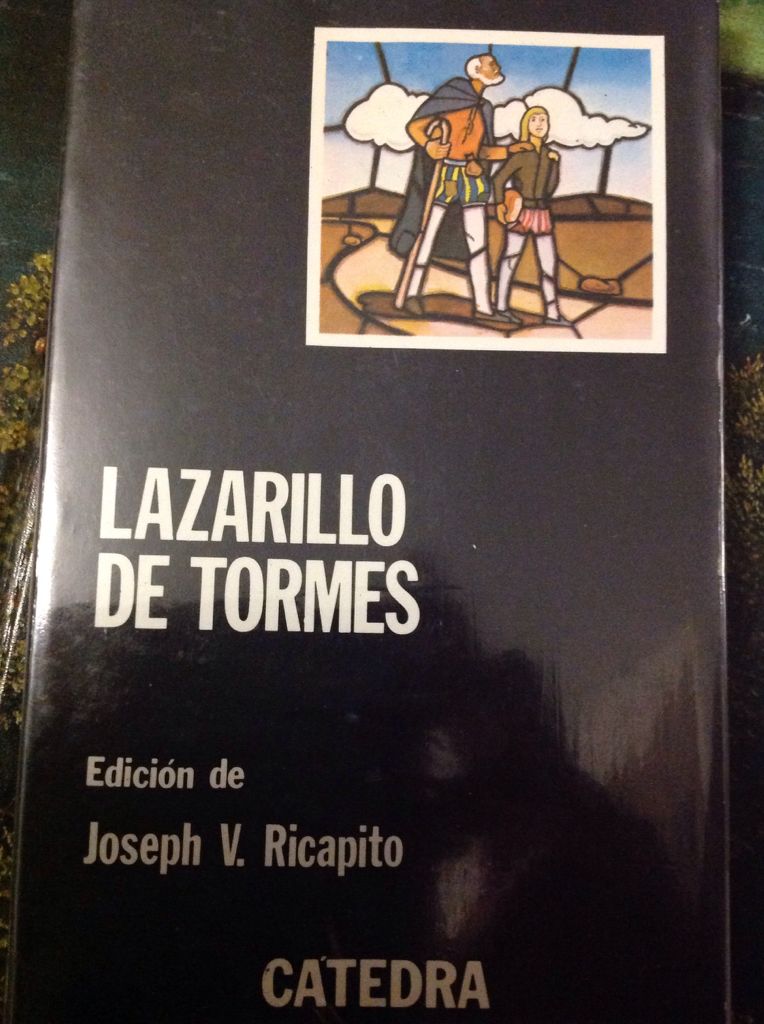 LAZARILLO
DE TORMES
Edición de
Joseph V. Ricapito
CÁTEDRA